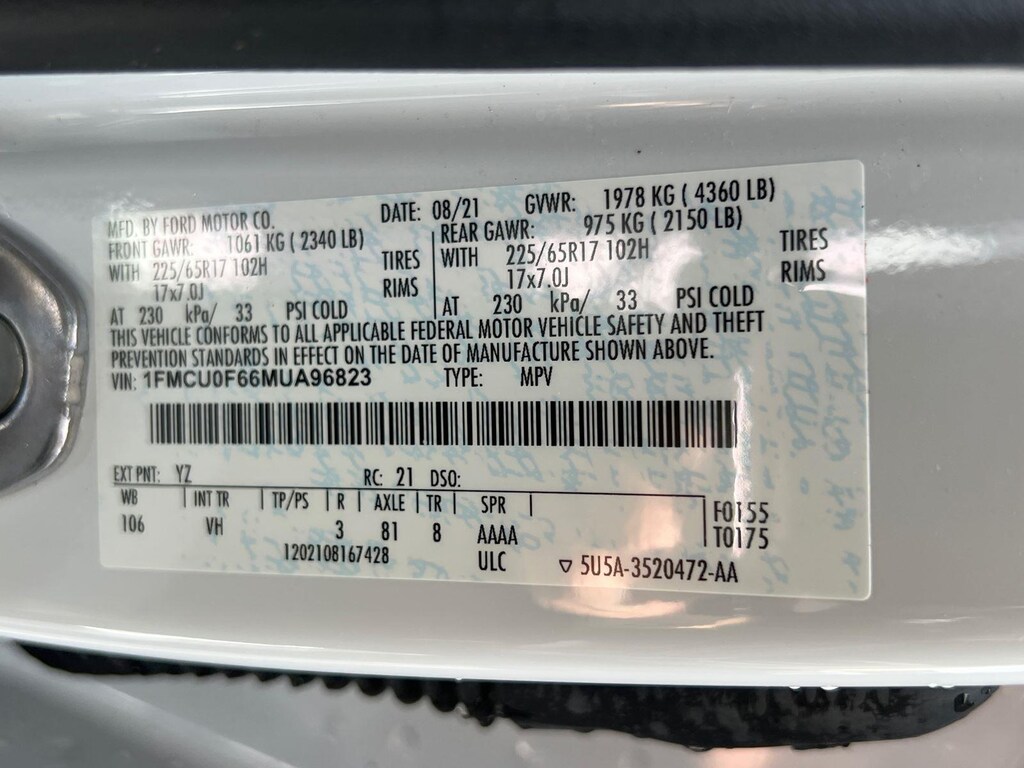 MFD. BY FORD MOTOR CO. DATE: 08/21 GVWR: 1978 KG ( 4360 LB)
FRONT GAWR: 1061 KG ( 2340 LB) REAR GAWR: 975 KG ( 2150 LB)
WITH 225/65R17 102H TIRES WITH 225/65R17 102H TIRES
17x7.0J RIMS 17x7.0J RIMS
AT 230 kPa/ 33 PSI COLD AT 230 kPa/ 33 PSI COLD
THIS VEHICLE CONFORMS TO ALL APPLICABLE FEDERAL MOTOR VEHICLE SAFETY AND THEFT
PREVENTION STANDARDS IN EFFECT ON THE DATE OF MANUFACTURE SHOWN ABOVE.
VIN: 1FMCU0F66MUA96823 TYPE: MPV
EXT PNT: YZ RC: 21 DSO:
WB INT TR TP/PS R AXLE TR SPR F0155
106 VH 3 81 8 AAAA T0175
1202108167428 ULC ▽ 5U5A-3520472-AA